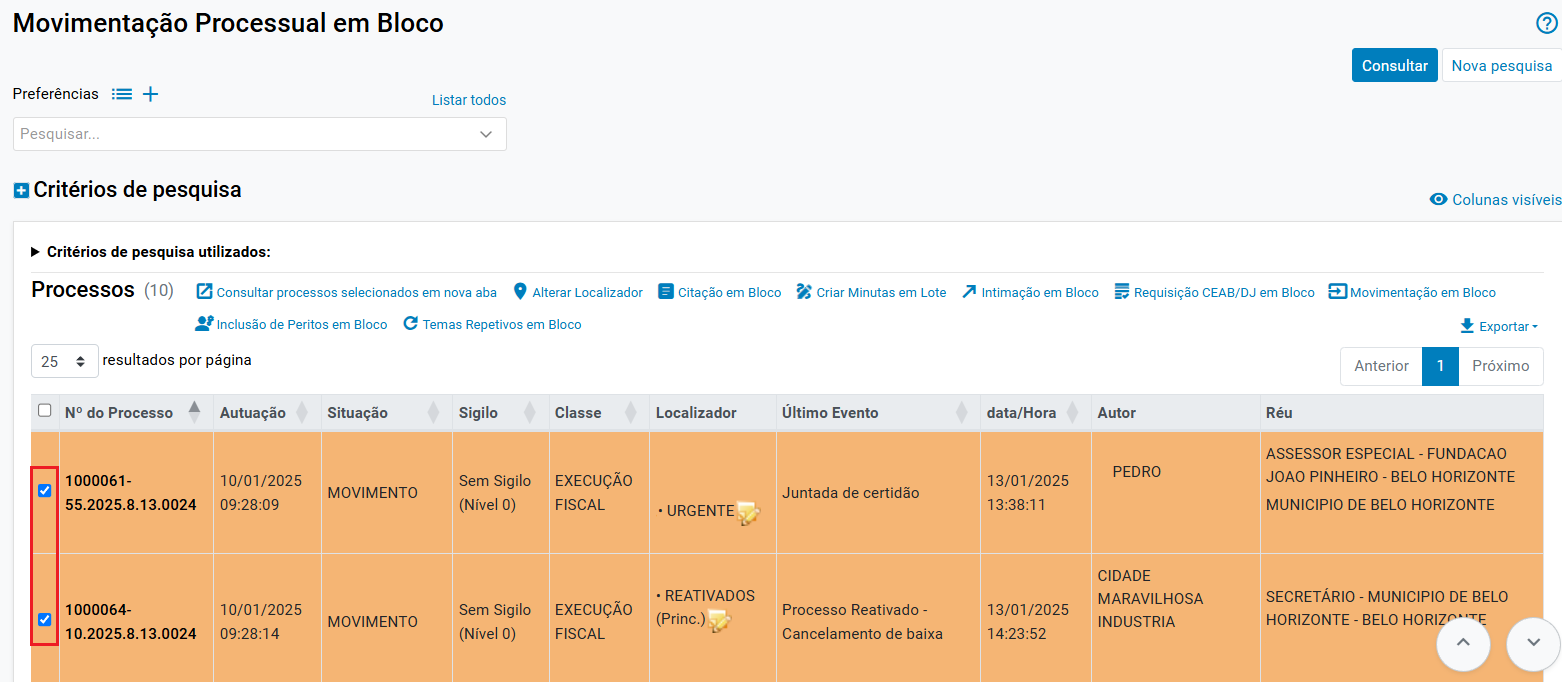 Movimentação Processual em Bloco
Consultar Nova pesquisa
Preferências
Listar todos
Pesquisar...
Critérios de pesquisa
Colunas visíveis
Critérios de pesquisa utilizados:
Processos (10) Consultar processos selecionados em nova aba Alterar Localizador Citação em Bloco Criar Minutas em Lote Intimação em Bloco Requisição CEAB/DJ em Bloco Movimentação em Bloco
Inclusão de Peritos em Bloco Temas Repetivos em Bloco
Exportar
25 resultados por página
Anterior 1 Próximo
Nº do Processo Autuação Situação Sigilo Classe Localizador Último Evento data/Hora Autor Réu
1000061-
55.2025.8.13.0024
10/01/2025
09:28:09
MOVIMENTO
Sem Sigilo
(Nível 0)
EXECUÇÃO
FISCAL
• URGENTE
Juntada de certidão
13/01/2025
13:38:11
PEDRO
ASSESSOR ESPECIAL - FUNDACAO
JOAO PINHEIRO - BELO HORIZONTE
MUNICIPIO DE BELO HORIZONTE
1000064-
10.2025.8.13.0024
10/01/2025
09:28:14
MOVIMENTO
Sem Sigilo
(Nível 0)
EXECUÇÃO
FISCAL
• REATIVADOS
(Princ.)
Processo Reativado -
Cancelamento de baixa
13/01/2025
14:23:52
CIDADE
MARAVILHOSA
INDUSTRIA
SECRETÁRIO - MUNICIPIO DE BELO
HORIZONTE - BELO HORIZONTE